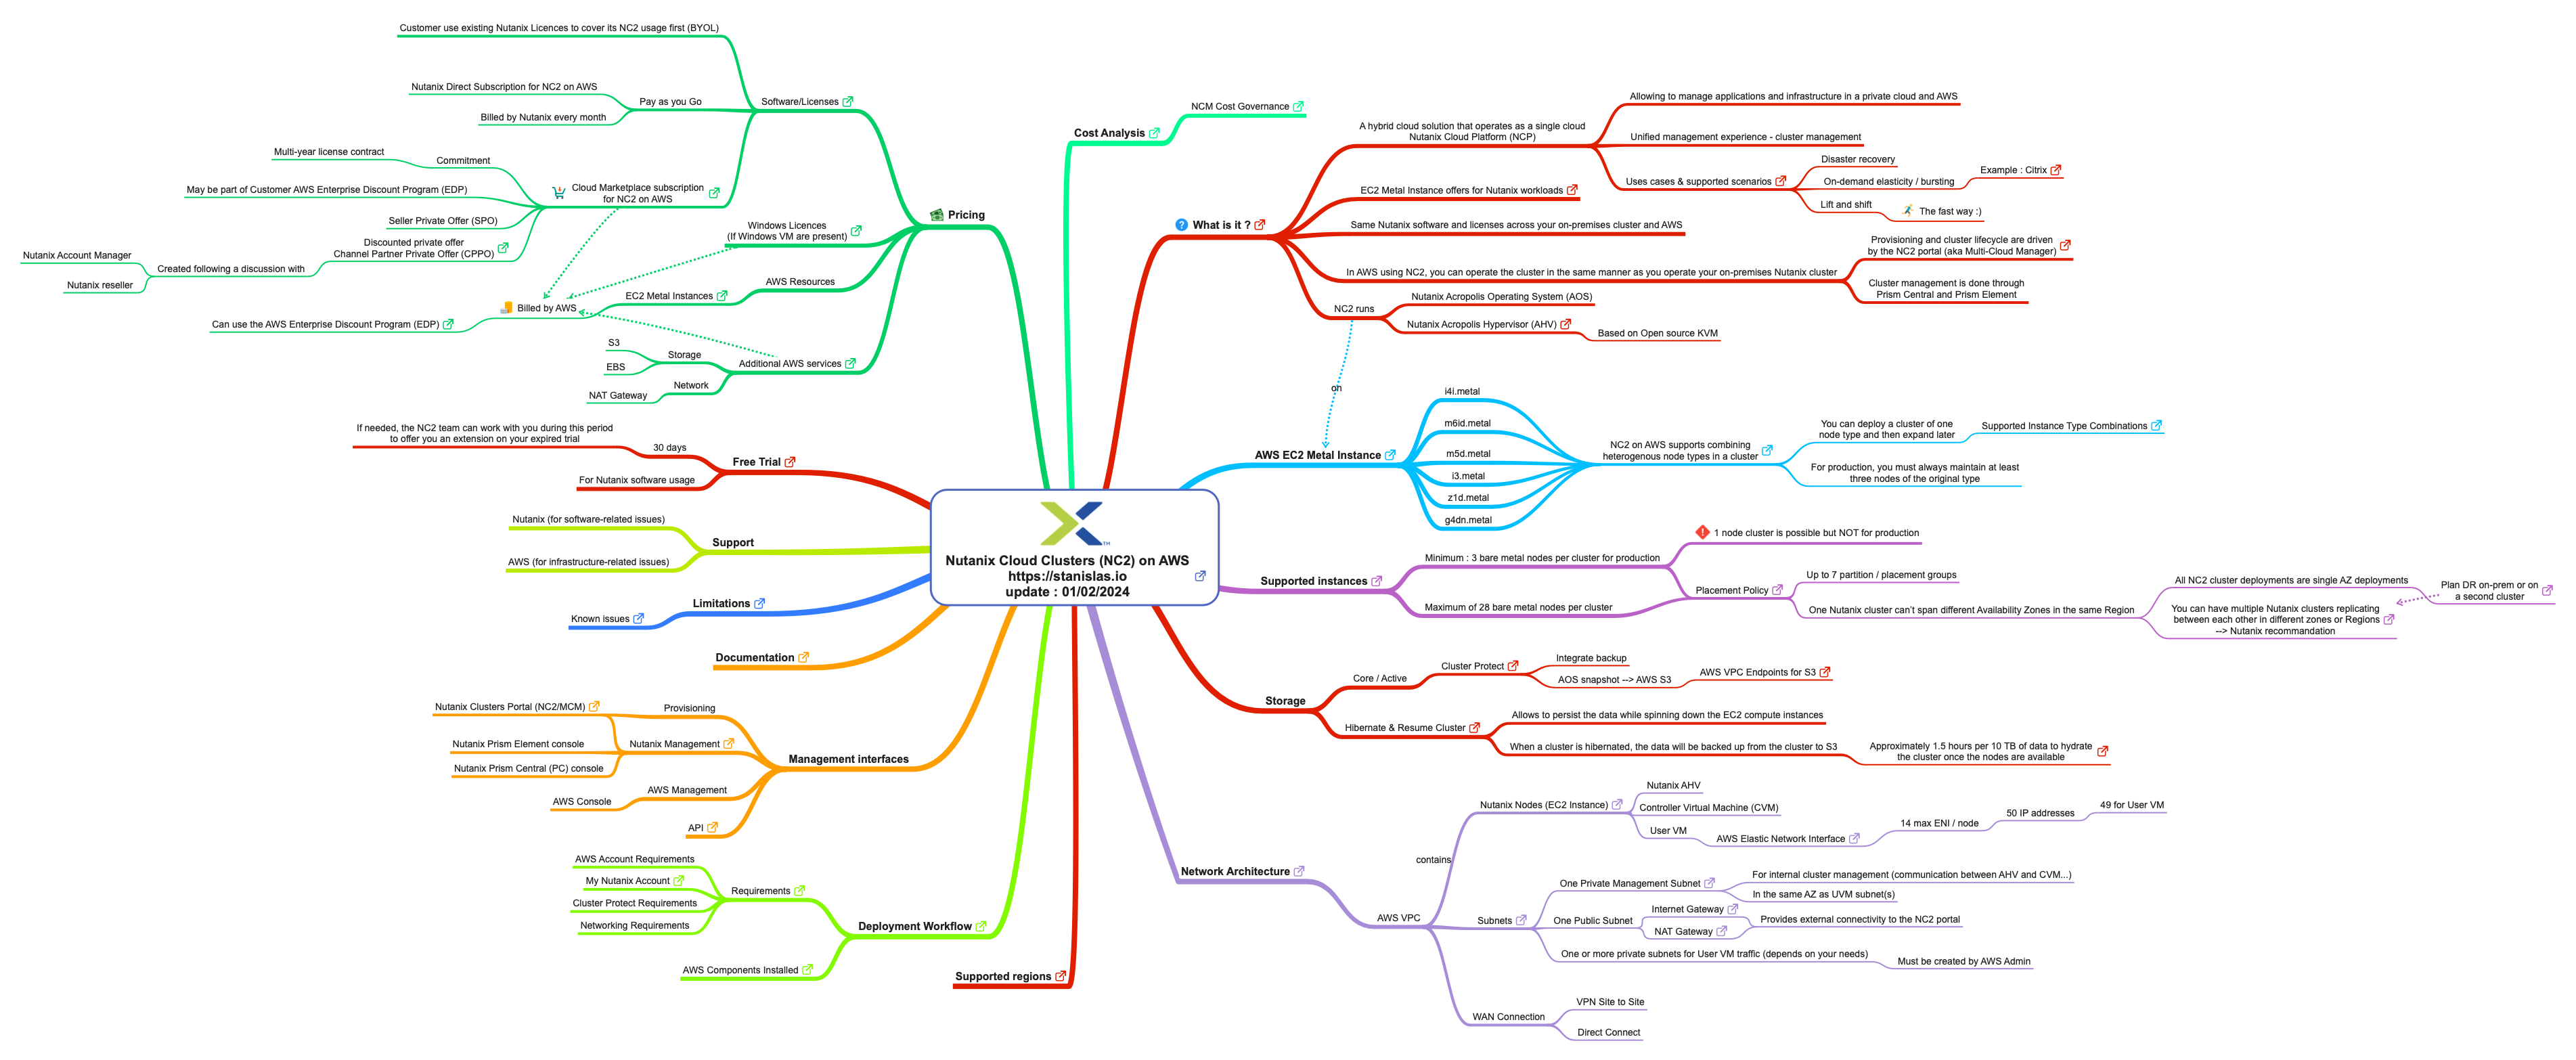 Nutanix Cloud Clusters (NC2) on AWS
https://stanislas.io
update : 01/02/2024
TM
Cost Analysis
NCM Cost Governance
What is it ?
A hybrid cloud solution that operates as a single cloud
Nutanix Cloud Platform (NCP)
Allowing to manage applications and infrastructure in a private cloud and AWS
Unified management experience - cluster management
Uses cases & supported scenarios
Disaster recovery
On-demand elasticity / bursting
Example : Citrix
Lift and shift
The fast way :)
EC2 Metal Instance offers for Nutanix workloads
Same Nutanix software and licenses across your on-premises cluster and AWS
In AWS using NC2, you can operate the cluster in the same manner as you operate your on-premises Nutanix cluster
Provisioning and cluster lifecycle are driven
by the NC2 portal (aka Multi-Cloud Manager)
Cluster management is done through
Prism Central and Prism Element
NC2 runs
Nutanix Acropolis Operating System (AOS)
Nutanix Acropolis Hypervisor (AHV)
Based on Open source KVM
on
AWS EC2 Metal Instance
i4i.metal
m6id.metal
m5d.metal
i3.metal
z1d.metal
g4dn.metal
NC2 on AWS supports combining
heterogenous node types in a cluster
You can deploy a cluster of one
node type and then expand later
Supported Instance Type Combinations
For production, you must always maintain at least
three nodes of the original type
Supported instances
Minimum : 3 bare metal nodes per cluster for production
1 node cluster is possible but NOT for production
Maximum of 28 bare metal nodes per cluster
Placement Policy
Up to 7 partition / placement groups
One Nutanix cluster can't span different Availability Zones in the same Region
All NC2 cluster deployments are single AZ deployments
Plan DR on-prem or on
a second cluster
You can have multiple Nutanix clusters replicating
between each other in different zones or Regions
--> Nutanix recommandation
Storage
Core / Active
Cluster Protect
Integrate backup
AOS snapshot --> AWS S3
AWS VPC Endpoints for S3
Hibernate & Resume Cluster
Allows to persist the data while spinning down the EC2 compute instances
When a cluster is hibernated, the data will be backed up from the cluster to S3
Approximately 1.5 hours per 10 TB of data to hydrate
the cluster once the nodes are available
Network Architecture
AWS VPC
contains
Nutanix Nodes (EC2 Instance)
Nutanix AHV
Controller Virtual Machine (CVM)
User VM
AWS Elastic Network Interface
14 max ENI / node
50 IP addresses
49 for User VM
Subnets
One Private Management Subnet
For internal cluster management (communication between AHV and CVM...)
In the same AZ as UVM subnet(s)
One Public Subnet
Internet Gateway
NAT Gateway
Provides external connectivity to the NC2 portal
One or more private subnets for User VM traffic (depends on your needs)
Must be created by AWS Admin
WAN Connection
VPN Site to Site
Direct Connect
Pricing
Software/Licenses
Customer use existing Nutanix Licences to cover its NC2 usage first (BYOL)
Pay as you Go
Nutanix Direct Subscription for NC2 on AWS
Billed by Nutanix every month
Cloud Marketplace subscription
for NC2 on AWS
Commitment
Multi-year license contract
May be part of Customer AWS Enterprise Discount Program (EDP)
Seller Private Offer (SPO)
Discounted private offer
Channel Partner Private Offer (CPPO)
Created following a discussion with
Nutanix Account Manager
Nutanix reseller
Windows Licences
(If Windows VM are present)
AWS Resources
EC2 Metal Instances
Billed by AWS
Can use the AWS Enterprise Discount Program (EDP)
Additional AWS services
Storage
S3
EBS
Network
NAT Gateway
Free Trial
30 days
If needed, the NC2 team can work with you during this period
to offer you an extension on your expired trial
For Nutanix software usage
Support
Nutanix (for software-related issues)
AWS (for infrastructure-related issues)
Limitations
Known issues
Documentation
Management interfaces
Provisioning
Nutanix Clusters Portal (NC2/MCM)
Nutanix Management
Nutanix Prism Element console
Nutanix Prism Central (PC) console
AWS Management
AWS Console
API
Deployment Workflow
Requirements
AWS Account Requirements
My Nutanix Account
Cluster Protect Requirements
Networking Requirements
AWS Components Installed
Supported regions